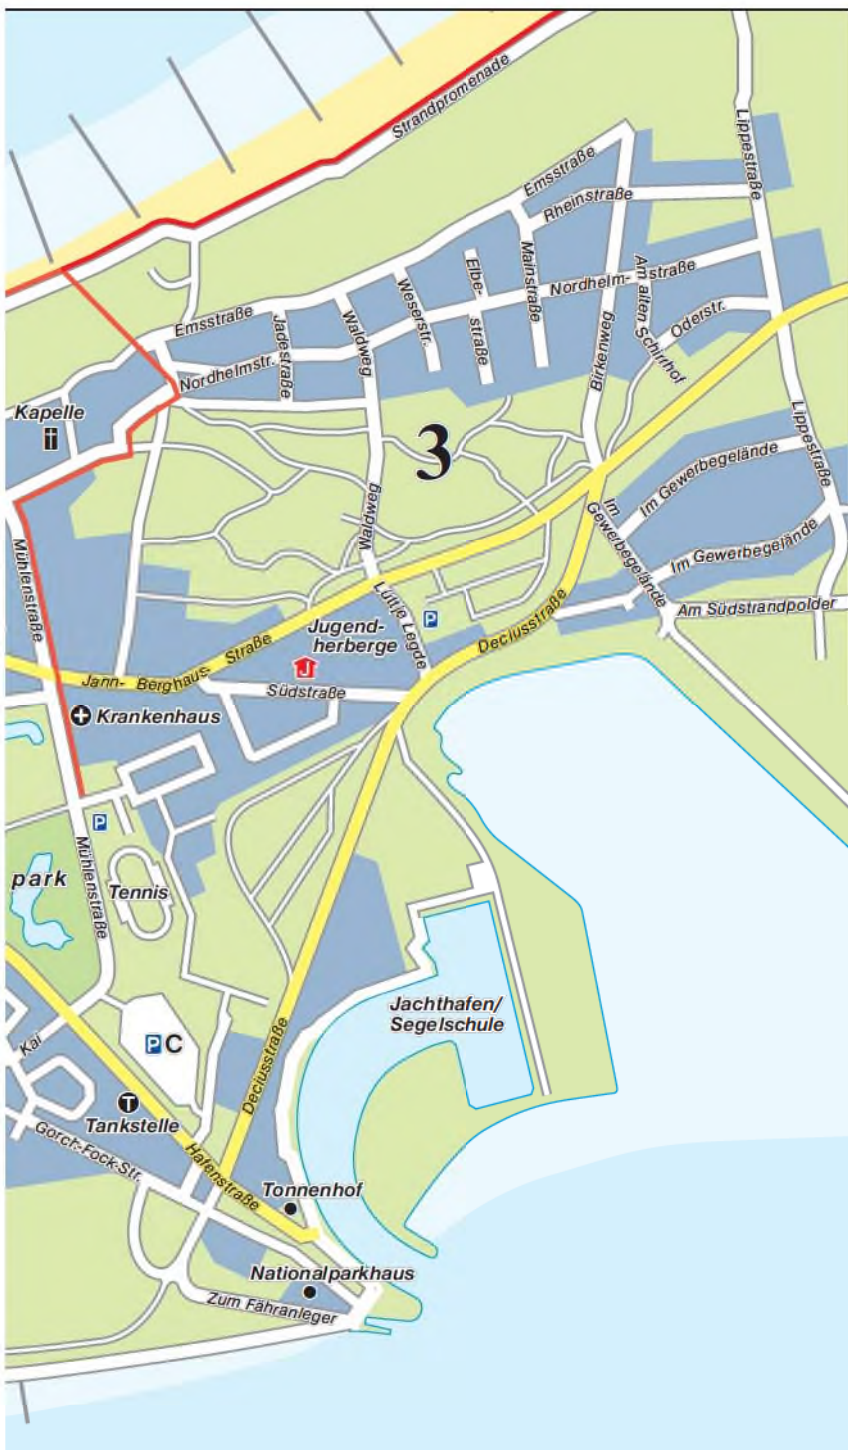 Strandpromenade
Lippestraße
Emsstraße
Rheinstraße
Mainstraße
Am alten Schirrhof
Elbe-
straße
Nordhelm- straße
Weserstr.
Emsstraße
Jadestraße
Waldweg
Oderstr.
Birkenweg
Nordhelmstr.
Kapelle
3
Lippestraße
Im Gewerbegelände
Waldweg
Im
Gewerbegelände
Im Gewerbegelände
Mühlenstraße
Lüttje Legde
P
Am Südstrandpolder
Jugend-
herberge
J
Deciusstraße
Jann- Berghaus- Straße
Südstraße
Krankenhaus
P
Mühlenstraße
park
Tennis
Jachthafen/
Segelschule
P C
Kai
Deciusstraße
T
Tankstelle
Gorch-Fock-Str.
Hafenstraße
Tonnenhof
Nationalparkhaus
Zum Fähranleger